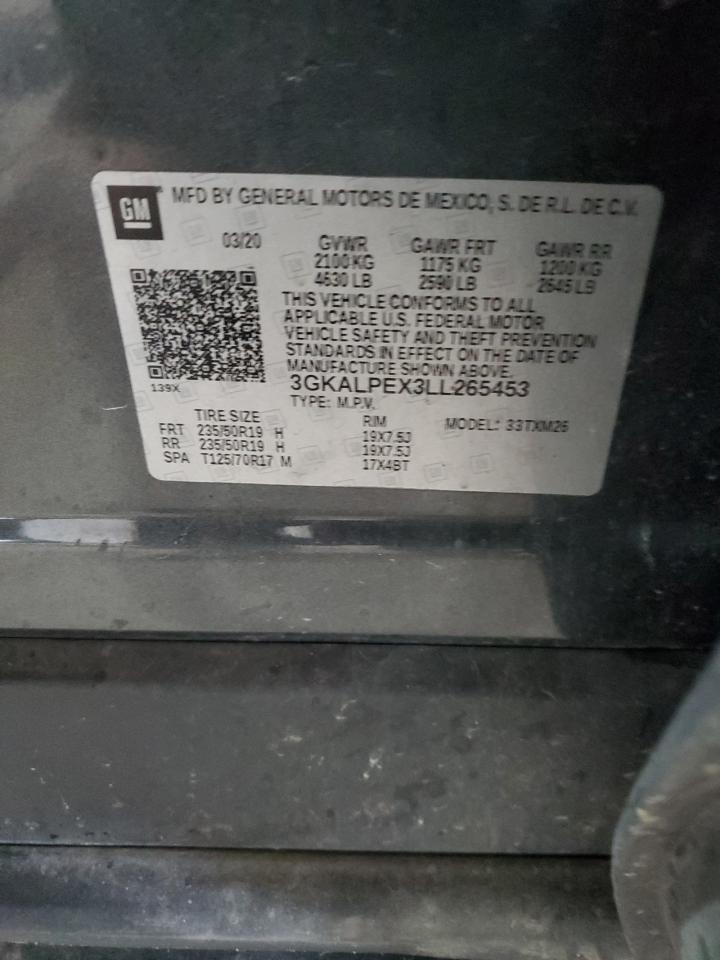 GM
MFD BY GENERAL MOTORS DE MEXICO, S. DE R.L. DE C.V.
03/20 GVWR GAWR FRT GAWR RR
2100 KG 1175 KG 1200 KG
4630 LB 2590 LB 2645 LB
THIS VEHICLE CONFORMS TO ALL
APPLICABLE U.S. FEDERAL MOTOR
VEHICLE SAFETY AND THEFT PREVENTION
STANDARDS IN EFFECT ON THE DATE OF
MANUFACTURE SHOWN ABOVE.
139X 3GKALPEX3LL265453
TYPE: M.P.V.
TIRE SIZE RIM MODEL: 33TXM26
FRT 235/50R19 H 19X7.5J
RR 235/50R19 H 19X7.5J
SPA T125/70R17 M 17X4BT